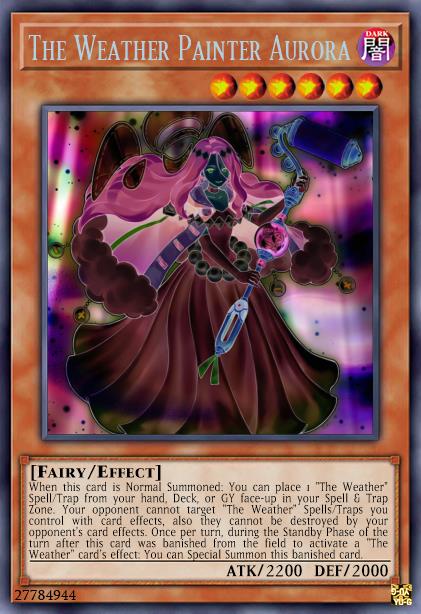 THE WEATHER PAINTER AURORA
DARK
闇
[FAIRY/EFFECT]
When this card is Normal Summoned: You can place 1 "The Weather"
Spell/Trap from your hand, Deck, or GY face-up in your Spell & Trap
Zone. Your opponent cannot target "The Weather" Spells/Traps you
control with card effects, also they cannot be destroyed by your
opponent's card effects. Once per turn, during the Standby Phase of the
turn after this card was banished from the field to activate a "The
Weather" card's effect: You can Special Summon this banished card.
ATK/2200 DEF/2000
27784944